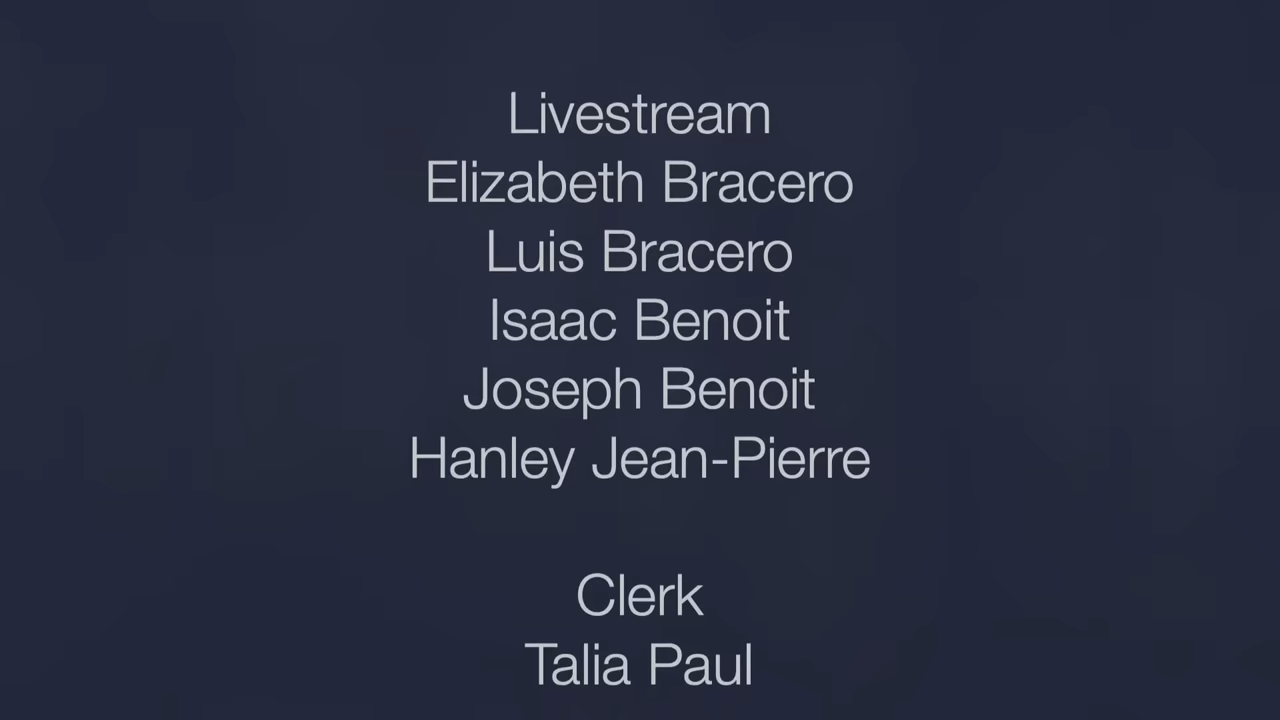 Livestream
Elizabeth Bracero
Luis Bracero
Isaac Benoit
Joseph Benoit
Hanley Jean-Pierre
Clerk
Talia Paul